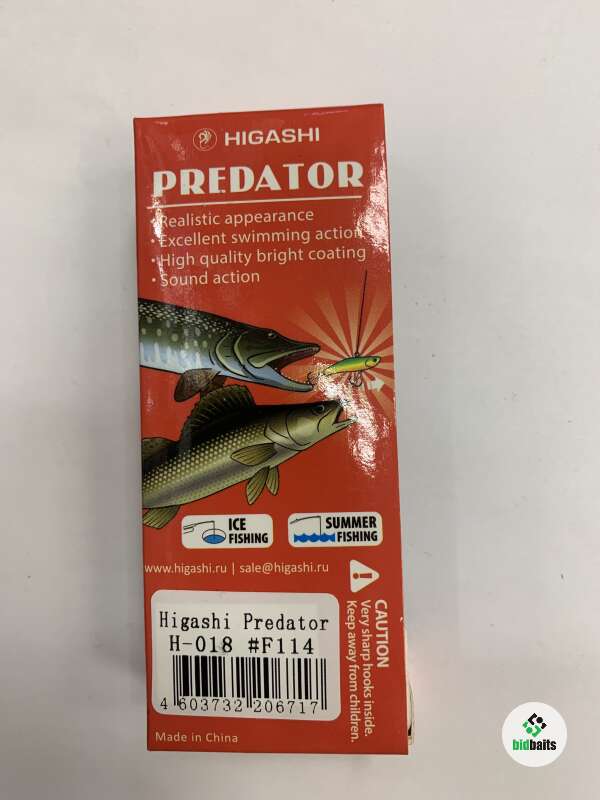 HIGASHI
PREDATOR
• Realistic appearance
• Excellent swimming action
• High quality bright coating
• Sound action
ICE
FISHING
SUMMER
FISHING
www.higashi.ru | sale@higashi.ru
CAUTION
Very sharp hooks inside.
Keep away from children.
Higashi Predator
H-018 #F114
4 603732 206717
Made in China
bidbaits